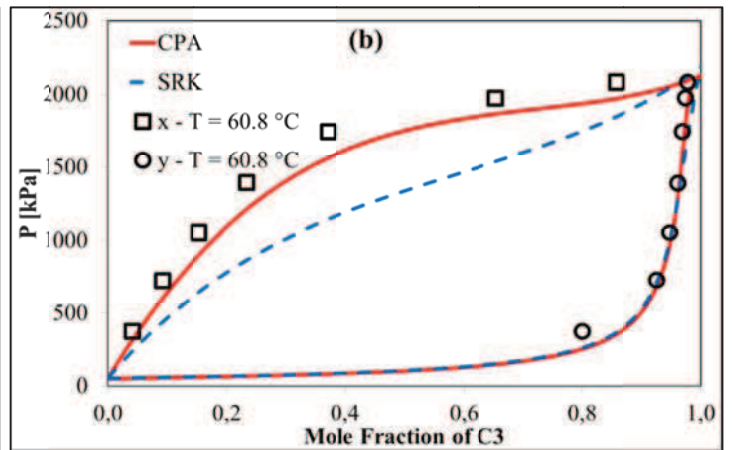 2500
2000
1500
1000
500
0
P [kPa]
(b)
CPA
SRK
x - T = 60.8 °C
y - T = 60.8 °C
0,0 0,2 0,4 0,6 0,8 1,0
Mole Fraction of C3